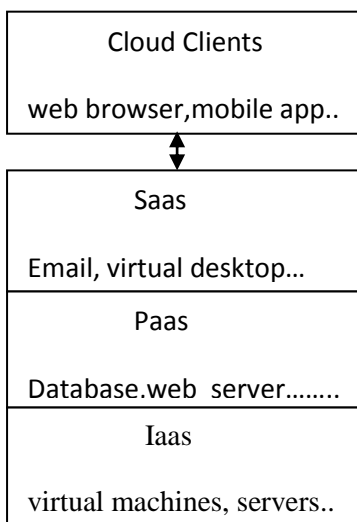 Cloud Clients
web browser,mobile app..
Saas
Email, virtual desktop...
Paas
Database.web server........
Iaas
virtual machines, servers..